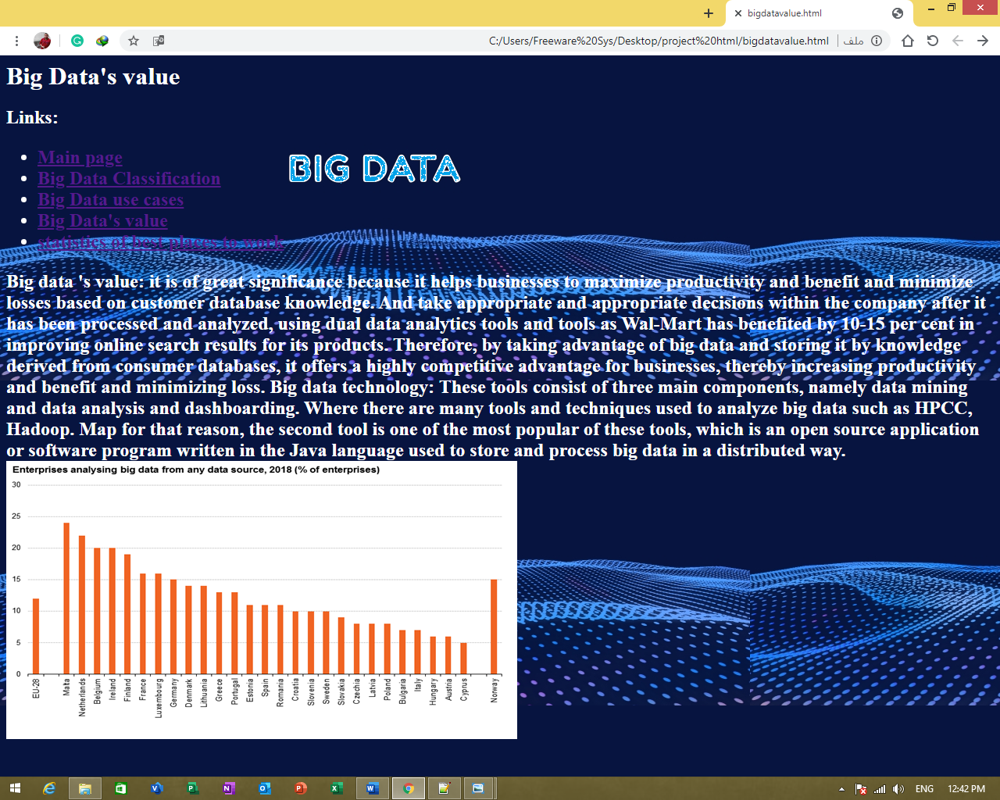 bigdatavalue.html
C:/Users/Freeware%20Sys/Desktop/project%20html/bigdatavalue.html
ملف
Big Data's value
Links:
Main page
BIG DATA
Big Data Classification
Big Data use cases
Big Data's value
statistics of best places to work
Big data 's value: it is of great significance because it helps businesses to maximize productivity and benefit and minimize
losses based on customer database knowledge. And take appropriate and appropriate decisions within the company after it
has been processed and analyzed, using dual data analytics tools and tools as Wal-Mart has benefited by 10-15 per cent in
improving online search results for its products. Therefore, by taking advantage of big data and storing it by knowledge
derived from consumer databases, it offers a highly competitive advantage for businesses, thereby increasing productivity
and benefit and minimizing loss. Big data technology: These tools consist of three main components, namely data mining
and data analysis and dashboarding. Where there are many tools and techniques used to analyze big data such as HPCC,
Hadoop. Map for that reason, the second tool is one of the most popular of these tools, which is an open source application
or software program written in the Java language used to store and process big data in a distributed way.
Enterprises analysing big data from any data source, 2018 (% of enterprises)
30
25
20
15
10
5
0
EU-28
Malta
Netherlands
Belgium
Ireland
Finland
France
Luxembourg
Germany
Denmark
Lithuania
Greece
Portugal
Estonia
Spain
Romania
Croatia
Slovenia
Sweden
Slovakia
Czechia
Latvia
Poland
Bulgaria
Italy
Hungary
Austria
Cyprus
Norway
ENG
12:42 PM